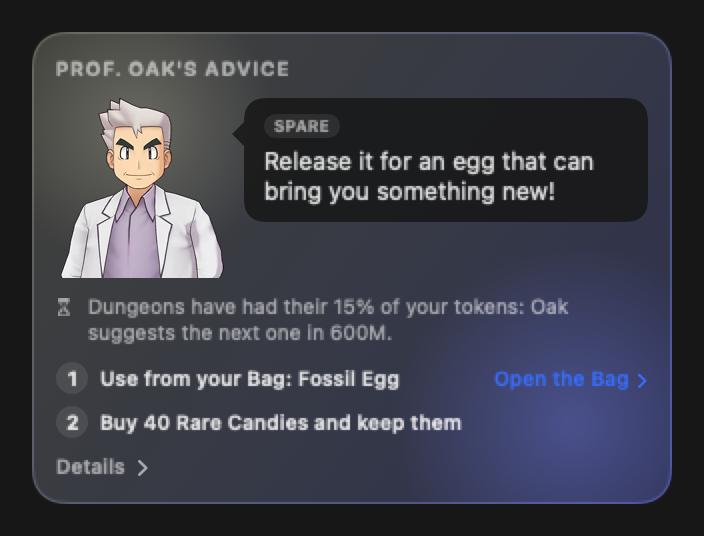 PROF. OAK'S ADVICE
SPARE
Release it for an egg that can
bring you something new!
Dungeons have had their 15% of your tokens: Oak
suggests the next one in 600M.
1 Use from your Bag: Fossil Egg
Open the Bag >
2 Buy 40 Rare Candies and keep them
Details >